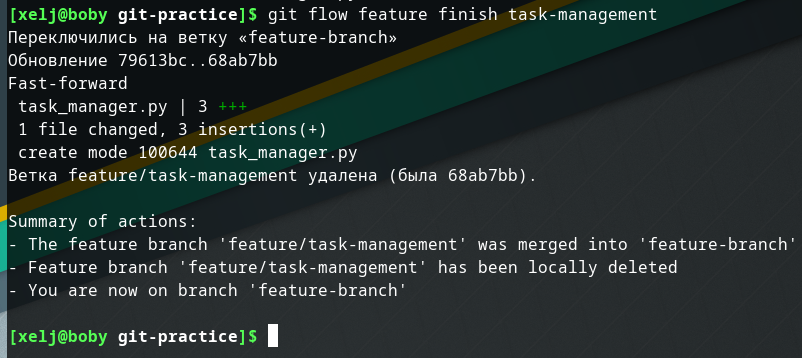 [xelj@boby git-practice]$ git flow feature finish task-management
Переключились на ветку «feature-branch»
Обновление 79613bc..68ab7bb
Fast-forward
 task_manager.py | 3 +++
 1 file changed, 3 insertions(+)
 create mode 100644 task_manager.py
Ветка feature/task-management удалена (была 68ab7bb).

Summary of actions:
- The feature branch 'feature/task-management' was merged into 'feature-branch'
- Feature branch 'feature/task-management' has been locally deleted
- You are now on branch 'feature-branch'

[xelj@boby git-practice]$